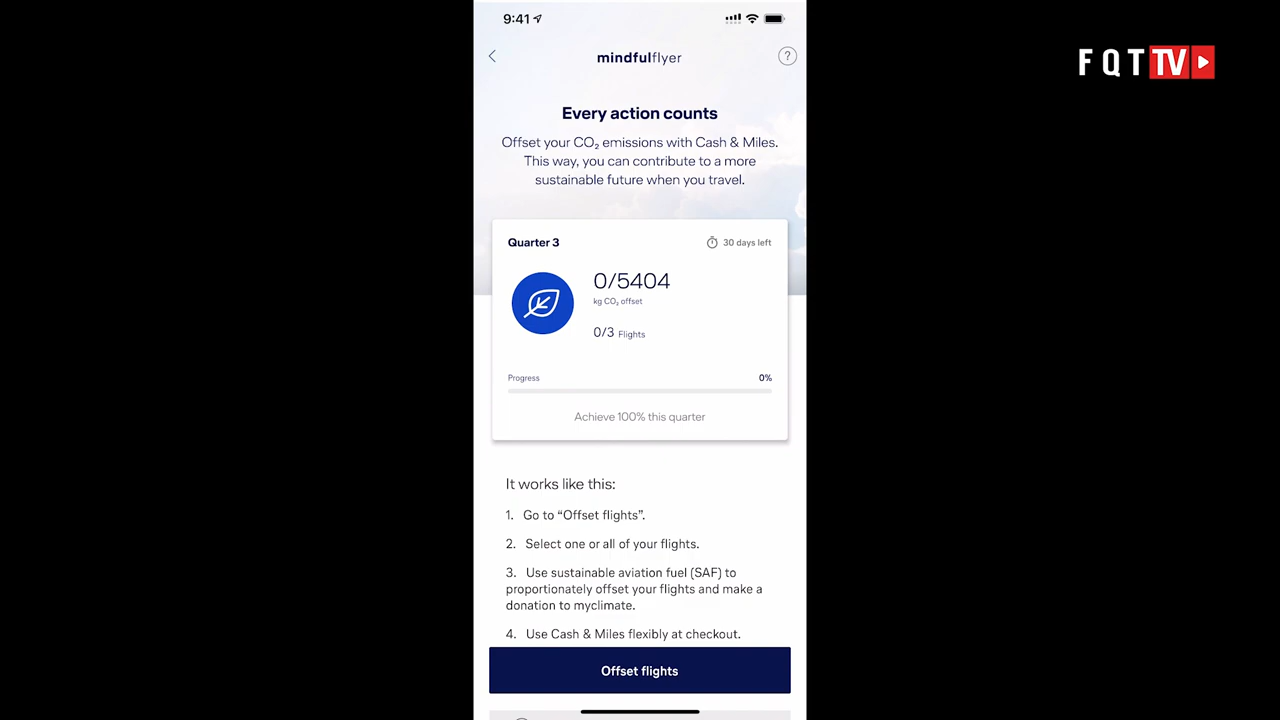 9:41
FQT TV
mindfulflyer
?
Every action counts
Offset your CO₂ emissions with Cash & Miles.
This way, you can contribute to a more
sustainable future when you travel.
Quarter 3
30 days left
0/5404
kg CO₂ offset
0/3 Flights
Progress 0%
Achieve 100% this quarter
It works like this:
1. Go to “Offset flights”.
2. Select one or all of your flights.
3. Use sustainable aviation fuel (SAF) to
proportionately offset your flights and make a
donation to myclimate.
4. Use Cash & Miles flexibly at checkout.
Offset flights